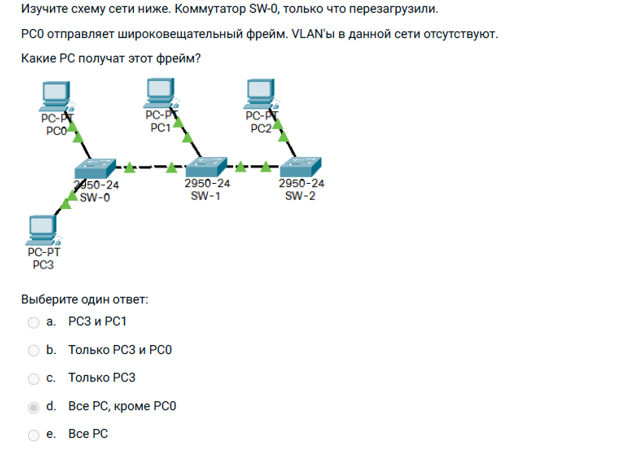 Изучите схему сети ниже. Коммутатор SW-0, только что перезагрузили.
PC0 отправляет широковещательный фрейм. VLAN'ы в данной сети отсутствуют.
Какие PC получат этот фрейм?
PC-PT
PC0
PC-PT
PC1
PC-PT
PC2
2950-24
SW-0
2950-24
SW-1
2950-24
SW-2
PC-PT
PC3
Выберите один ответ:
a. PC3 и PC1
b. Только PC3 и PC0
c. Только PC3
d. Все PC, кроме PC0
e. Все PC